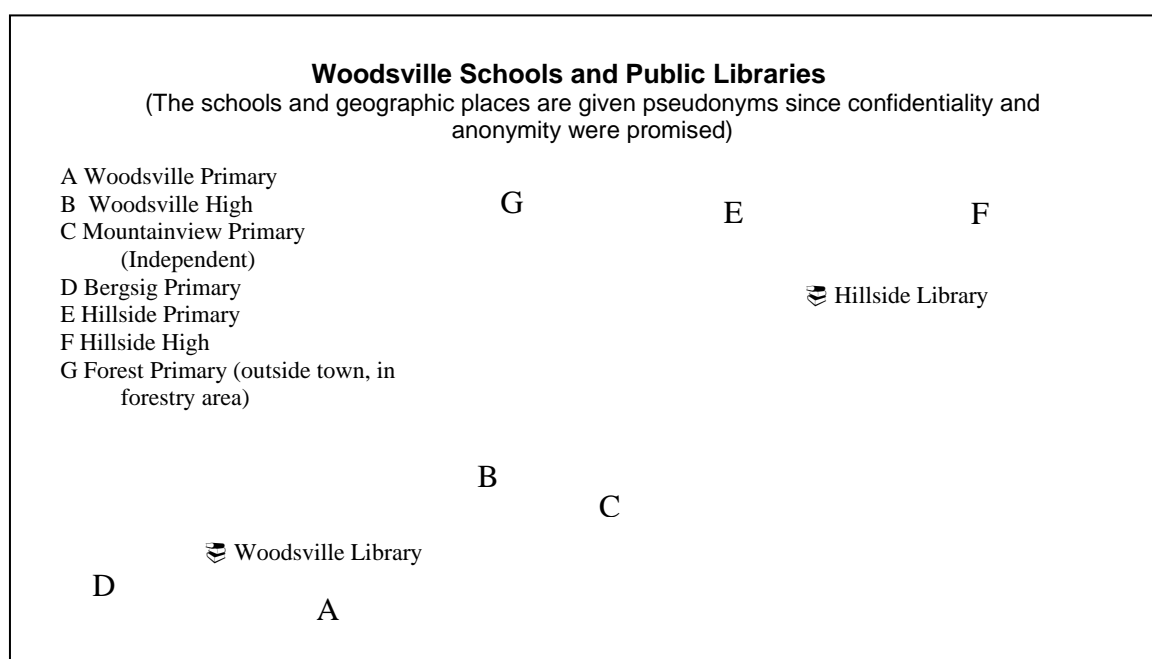 Woodsville Schools and Public Libraries
(The schools and geographic places are given pseudonyms since confidentiality and
anonymity were promised)
A Woodsville Primary
B Woodsville High
C Mountainview Primary
(Independent)
D Bergsig Primary
E Hillside Primary
F Hillside High
G Forest Primary (outside town, in
forestry area)
G
E
F
Hillside Library
B
C
Woodsville Library
D
A